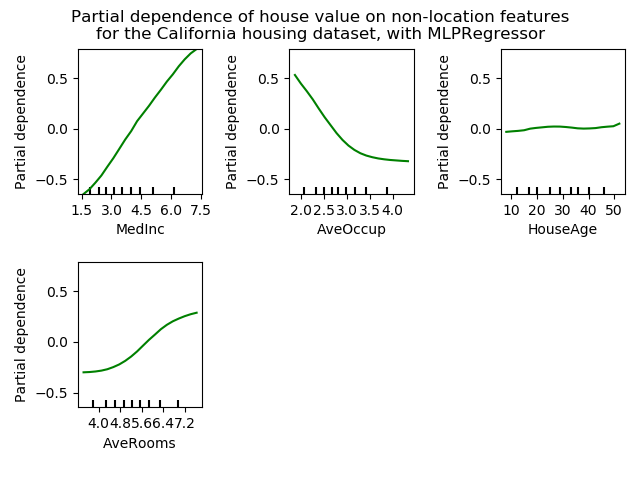 Partial dependence of house value on non-location features
for the California housing dataset, with MLPRegressor
Partial dependence
0.5
0.0
−0.5
1.5 3.0 4.5 6.0 7.5
MedInc
Partial dependence
0.5
0.0
−0.5
2.0 2.5 3.0 3.5 4.0
AveOccup
Partial dependence
0.5
0.0
−0.5
10 20 30 40 50
HouseAge
Partial dependence
0.5
0.0
−0.5
4.0 4.8 5.6 6.4 7.2
AveRooms